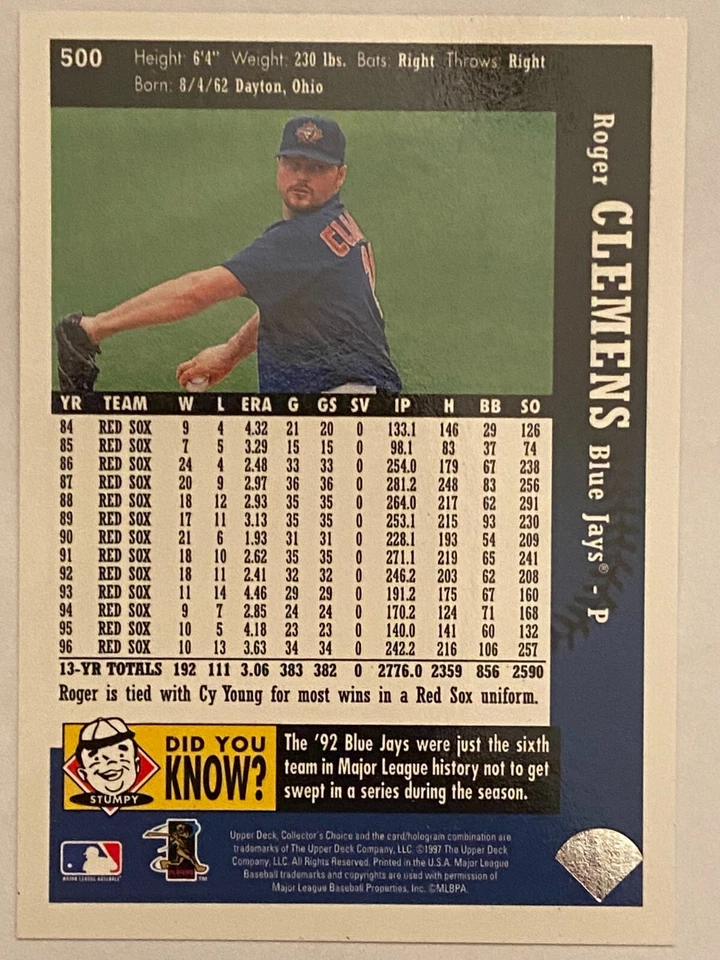 500 Height: 6'4" Weight: 230 lbs. Bats: Right Throws: Right
Born: 8/4/62 Dayton, Ohio
Roger CLEMENS Blue Jays® - P
YR TEAM W L ERA G GS SV IP H BB SO
84 RED SOX 9 4 4.32 21 20 0 133.1 146 29 126
85 RED SOX 7 5 3.29 15 15 0 98.1 83 37 74
86 RED SOX 24 4 2.48 33 33 0 254.0 179 67 238
87 RED SOX 20 9 2.97 36 36 0 281.2 248 83 256
88 RED SOX 18 12 2.93 35 35 0 264.0 217 62 291
89 RED SOX 17 11 3.13 35 35 0 253.1 215 93 230
90 RED SOX 21 6 1.93 31 31 0 228.1 193 54 209
91 RED SOX 18 10 2.62 35 35 0 271.1 219 65 241
92 RED SOX 18 11 2.41 32 32 0 246.2 203 62 208
93 RED SOX 11 14 4.46 29 29 0 191.2 175 67 160
94 RED SOX 9 7 2.85 24 24 0 170.2 124 71 168
95 RED SOX 10 5 4.18 23 23 0 140.0 141 60 132
96 RED SOX 10 13 3.63 34 34 0 242.2 216 106 257
13-YR TOTALS 192 111 3.06 383 382 0 2776.0 2359 856 2590
Roger is tied with Cy Young for most wins in a Red Sox uniform.
STUMPY
DID YOU
KNOW?
The '92 Blue Jays were just the sixth
team in Major League history not to get
swept in a series during the season.
MAJOR LEAGUE BASEBALL
PLAYERS
TM
Upper Deck, Collector's Choice and the card/hologram combination are
trademarks of The Upper Deck Company, LLC. ©1997 The Upper Deck
Company, LLC. All Rights Reserved. Printed in the U.S.A. Major League
Baseball trademarks and copyrights are used with permission of
Major League Baseball Properties, Inc. ©MLBPA.